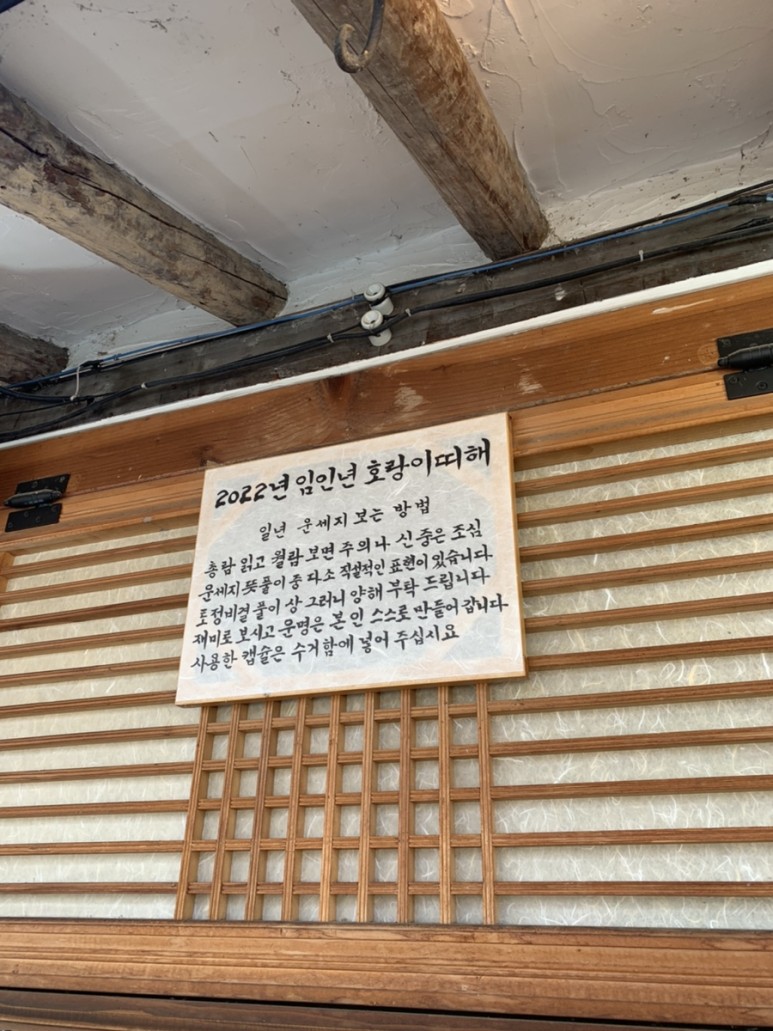 2022년 임인년 호랑이띠해
일년 운세지 보는 방법
총람 읽고 월람 보면 주의나 신중은 조심
운세지 뜻풀이 중 다소 직설적인 표현이 있습니다
토정비결 풀이 상 그러니 양해 부탁 드립니다
재미로 보시고 운명은 본인 스스로 만들어 갑니다
사용한 캡슐은 수거함에 넣어 주십시요